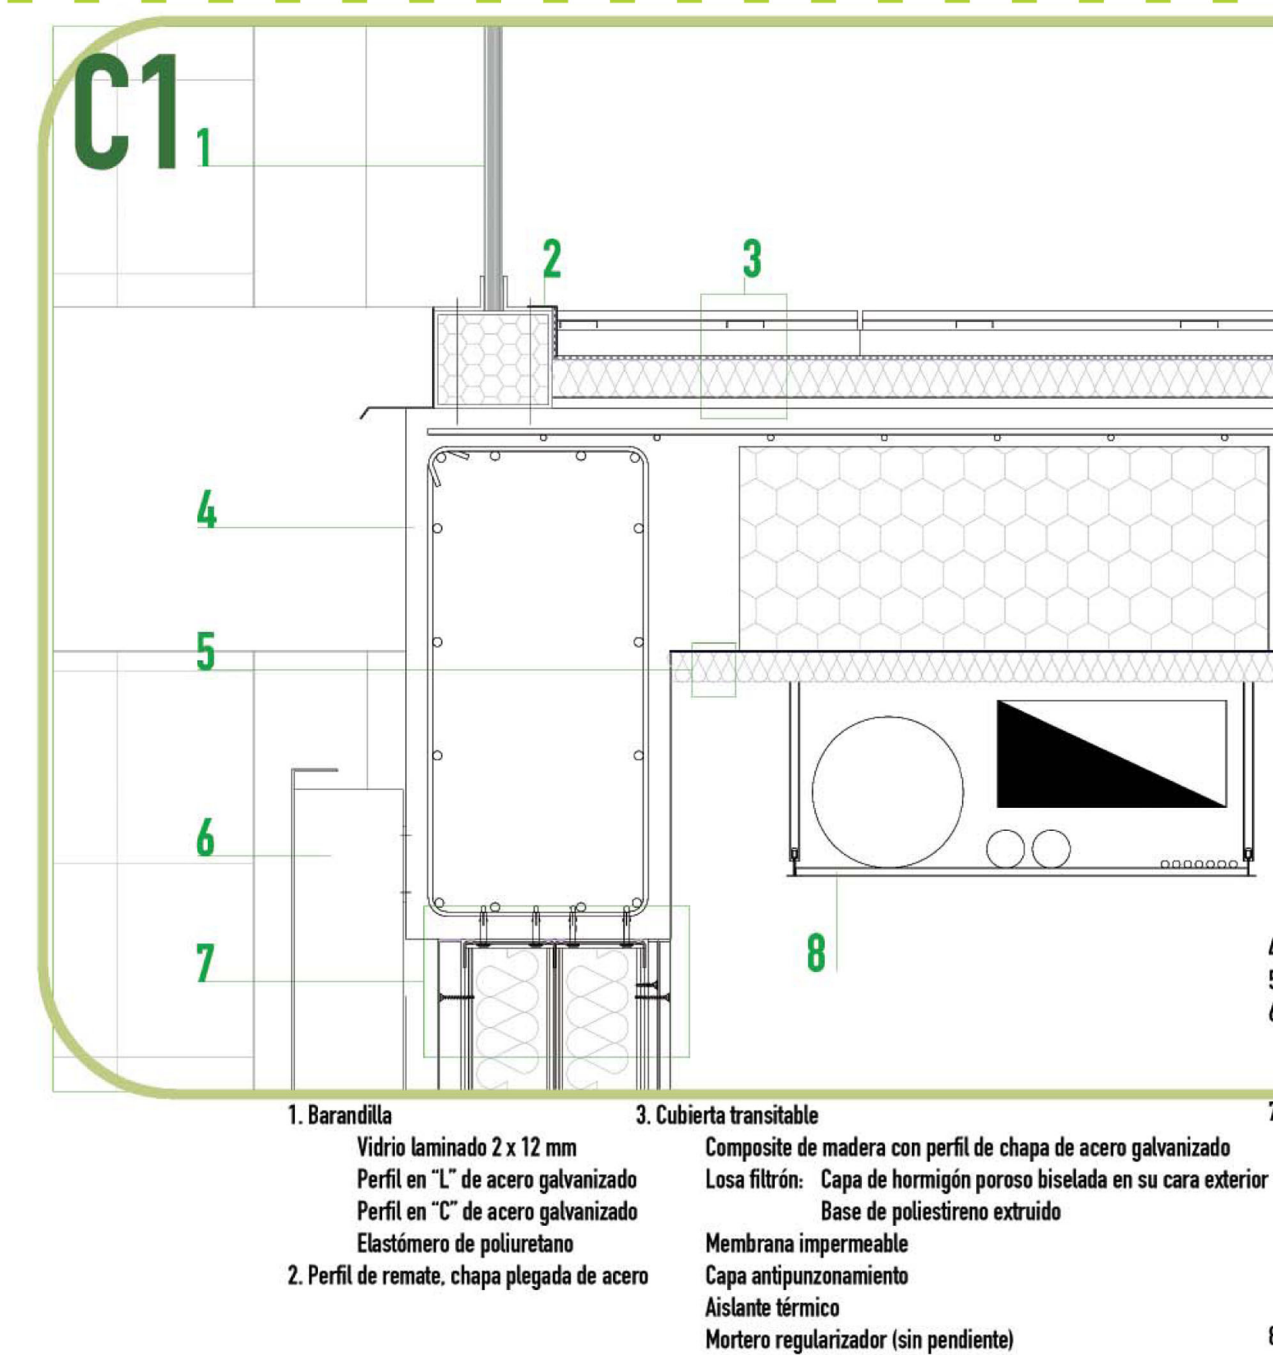 C1
1
2
3
4
5
6
7
8
1. Barandilla
Vidrio laminado 2 x 12 mm
Perfil en “L” de acero galvanizado
Perfil en “C” de acero galvanizado
Elastómero de poliuretano
2. Perfil de remate, chapa plegada de acero
3. Cubierta transitable
Composite de madera con perfil de chapa de acero galvanizado
Losa filtrón: Capa de hormigón poroso biselada en su cara exterior
Base de poliestireno extruido
Membrana impermeable
Capa antipunzonamiento
Aislante térmico
Mortero regularizador (sin pendiente)